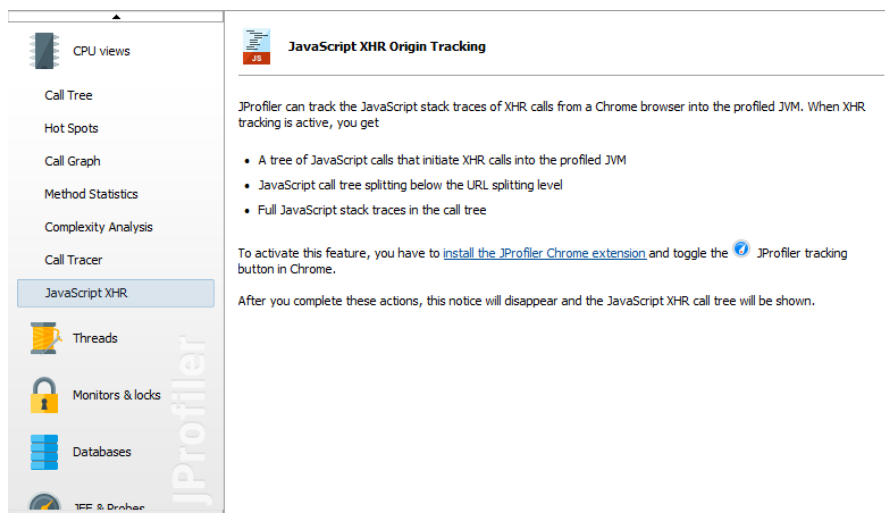 CPU views
Call Tree
Hot Spots
Call Graph
Method Statistics
Complexity Analysis
Call Tracer
JavaScript XHR
Threads
Monitors & locks
Databases
JEE & Probes
JProfiler
JS
JavaScript XHR Origin Tracking
JProfiler can track the JavaScript stack traces of XHR calls from a Chrome browser into the profiled JVM. When XHR
tracking is active, you get
• A tree of JavaScript calls that initiate XHR calls into the profiled JVM
• JavaScript call tree splitting below the URL splitting level
• Full JavaScript stack traces in the call tree
To activate this feature, you have to install the JProfiler Chrome extension and toggle the JProfiler tracking
button in Chrome.
After you complete these actions, this notice will disappear and the JavaScript XHR call tree will be shown.